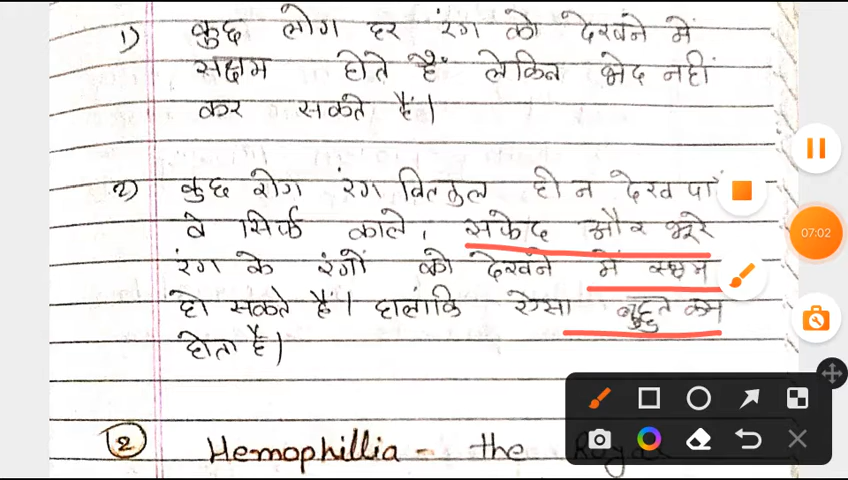 1) कुछ लोग हर रंग को देखने में
सक्षम होते हैं लेकिन भेद नहीं
कर सकते हैं।
2) कुछ लोग रंग बिलकुल ही न देख पा
वे सिर्फ काले, सफेद और भूरे
रंग के रंगों को देखने में सक्षम
हो सकते हैं। हालांकि ऐसा बहुत कम
होता है।
07:02
② Hemophillia - the